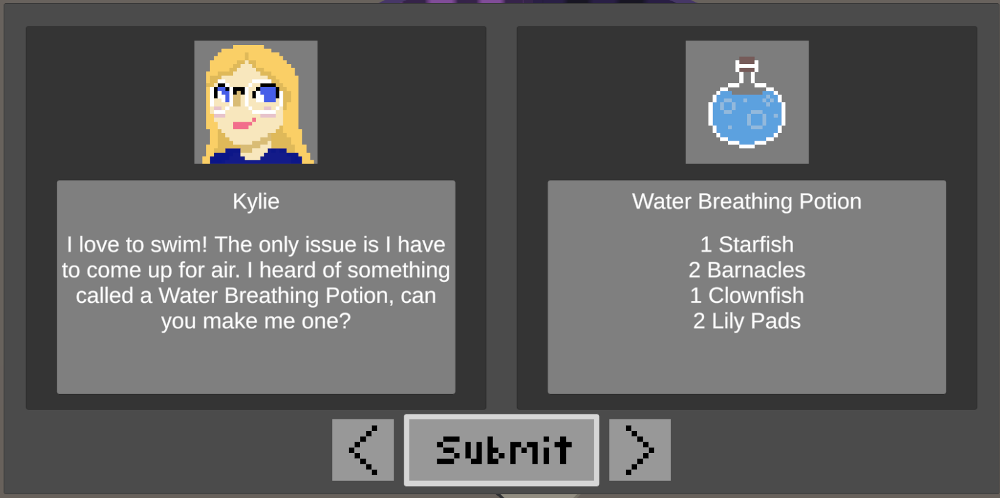 Kylie
I love to swim! The only issue is I have
to come up for air. I heard of something
called a Water Breathing Potion, can
you make me one?
Water Breathing Potion
1 Starfish
2 Barnacles
1 Clownfish
2 Lily Pads
Submit